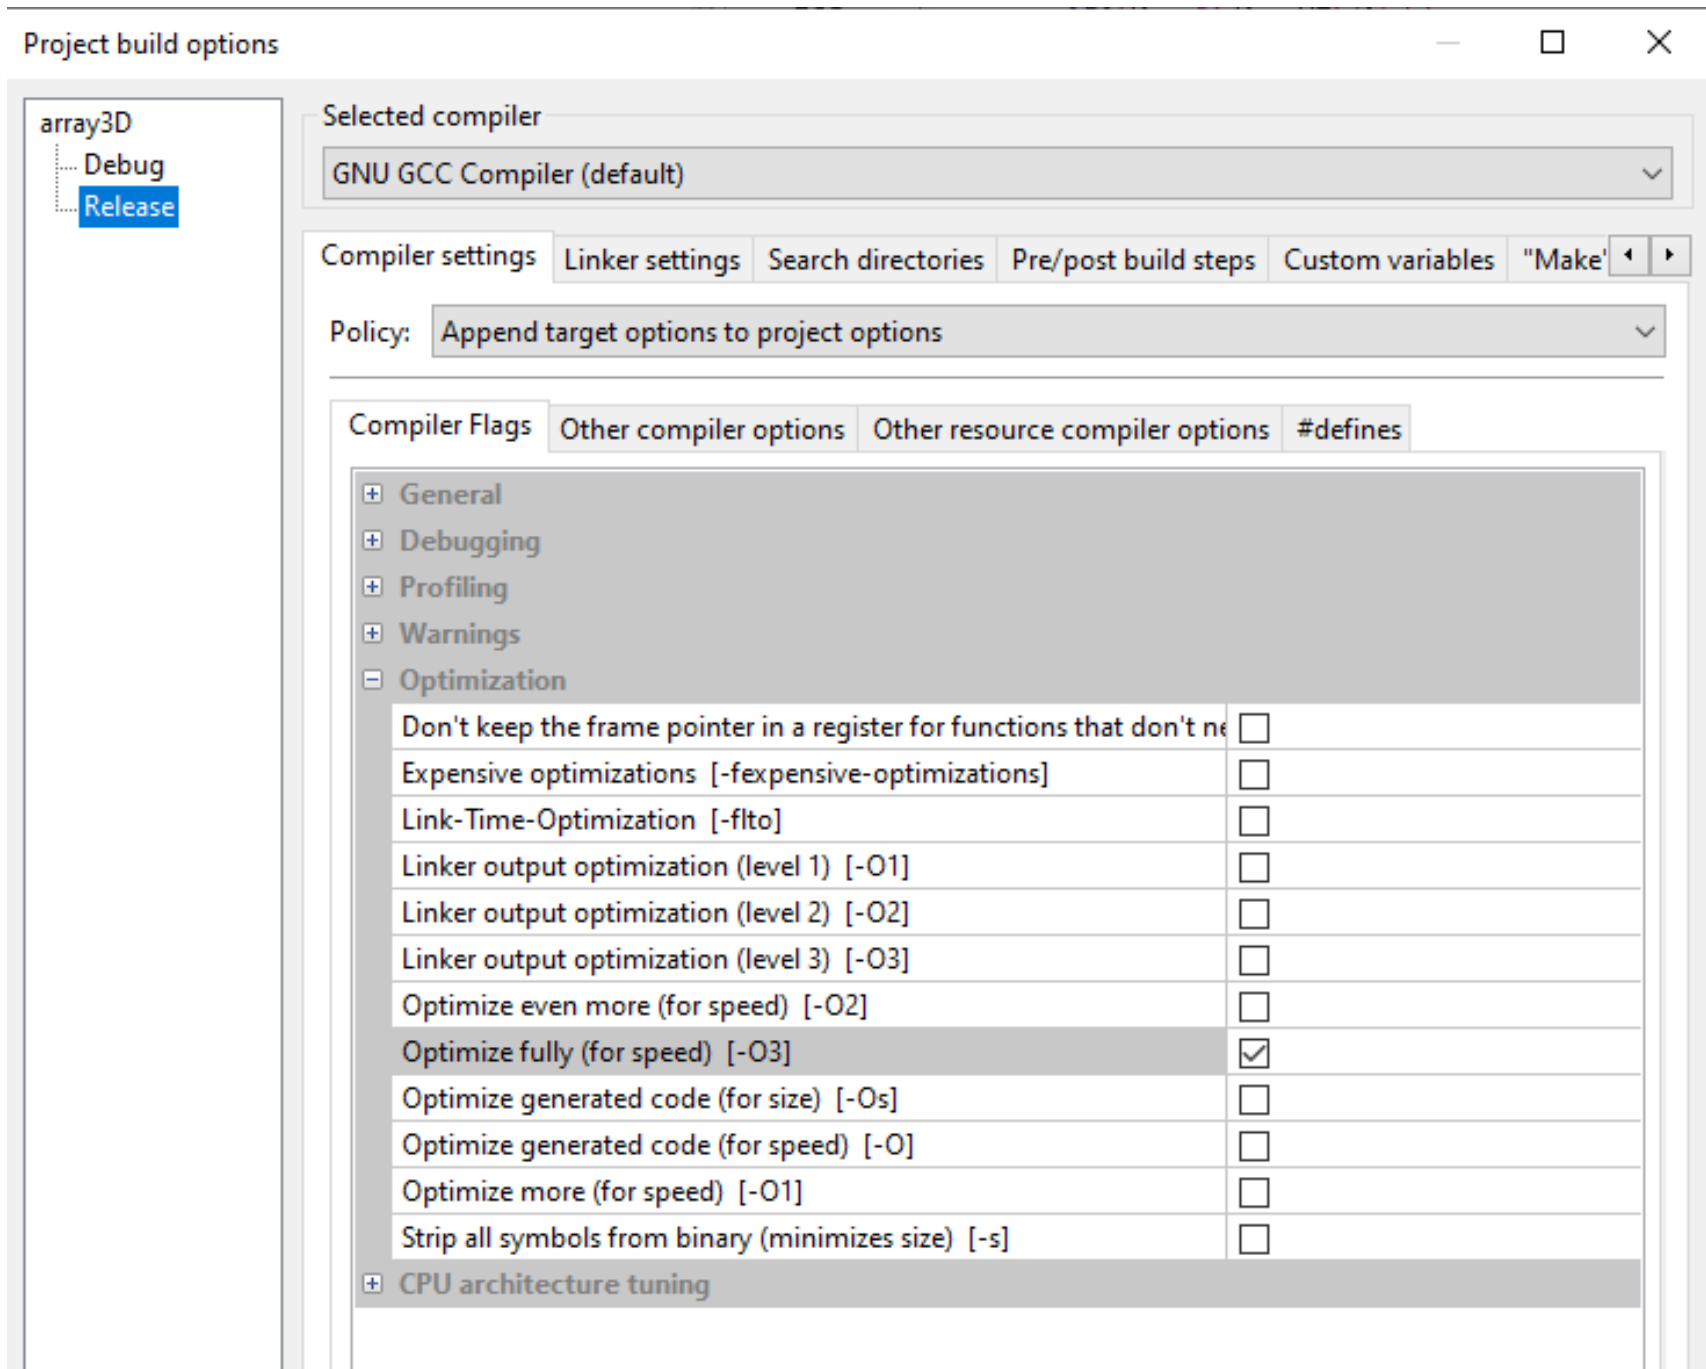 Project build options
array3D
Debug
Release
Selected compiler
GNU GCC Compiler (default)
Compiler settings Linker settings Search directories Pre/post build steps Custom variables "Make"
Policy: Append target options to project options
Compiler Flags Other compiler options Other resource compiler options #defines
General
Debugging
Profiling
Warnings
Optimization
Don't keep the frame pointer in a register for functions that don't
Expensive optimizations [-fexpensive-optimizations]
Link-Time-Optimization [-flto]
Linker output optimization (level 1) [-O1]
Linker output optimization (level 2) [-O2]
Linker output optimization (level 3) [-O3]
Optimize even more (for speed) [-O2]
Optimize fully (for speed) [-O3]
Optimize generated code (for size) [-Os]
Optimize generated code (for speed) [-O]
Optimize more (for speed) [-O1]
Strip all symbols from binary (minimizes size) [-s]
CPU architecture tuning